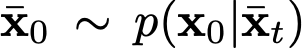 x̄₀ ∼ p(x₀|x̄ₜ)